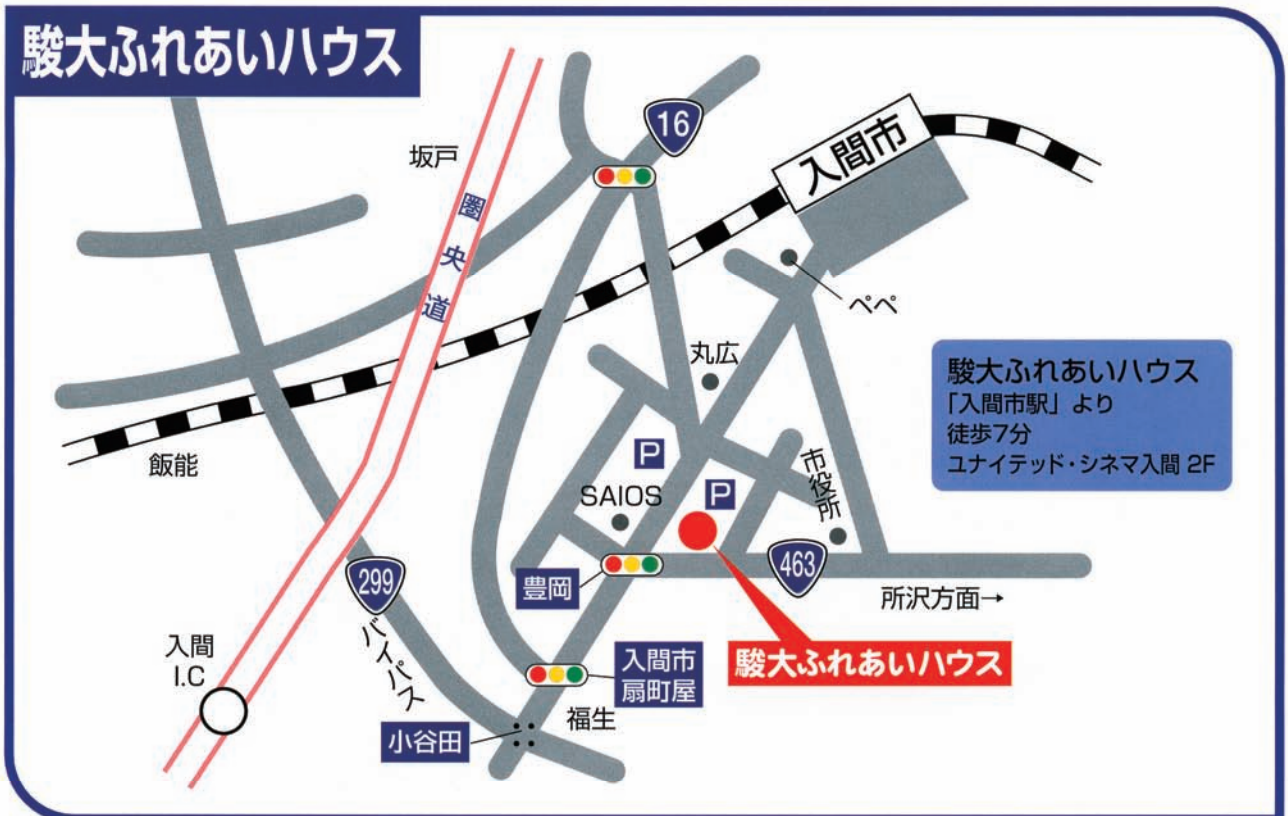 駿大ふれあいハウス
16
入間市
坂戸
圏央道
ペペ
丸広
駿大ふれあいハウス
「入間市駅」より
徒歩7分
ユナイテッド・シネマ入間 2F
飯能
P
P
SAIOS
市役所
463
299
豊岡
所沢方面→
バイパス
入間
I.C
入間市
扇町屋
駿大ふれあいハウス
福生
小谷田